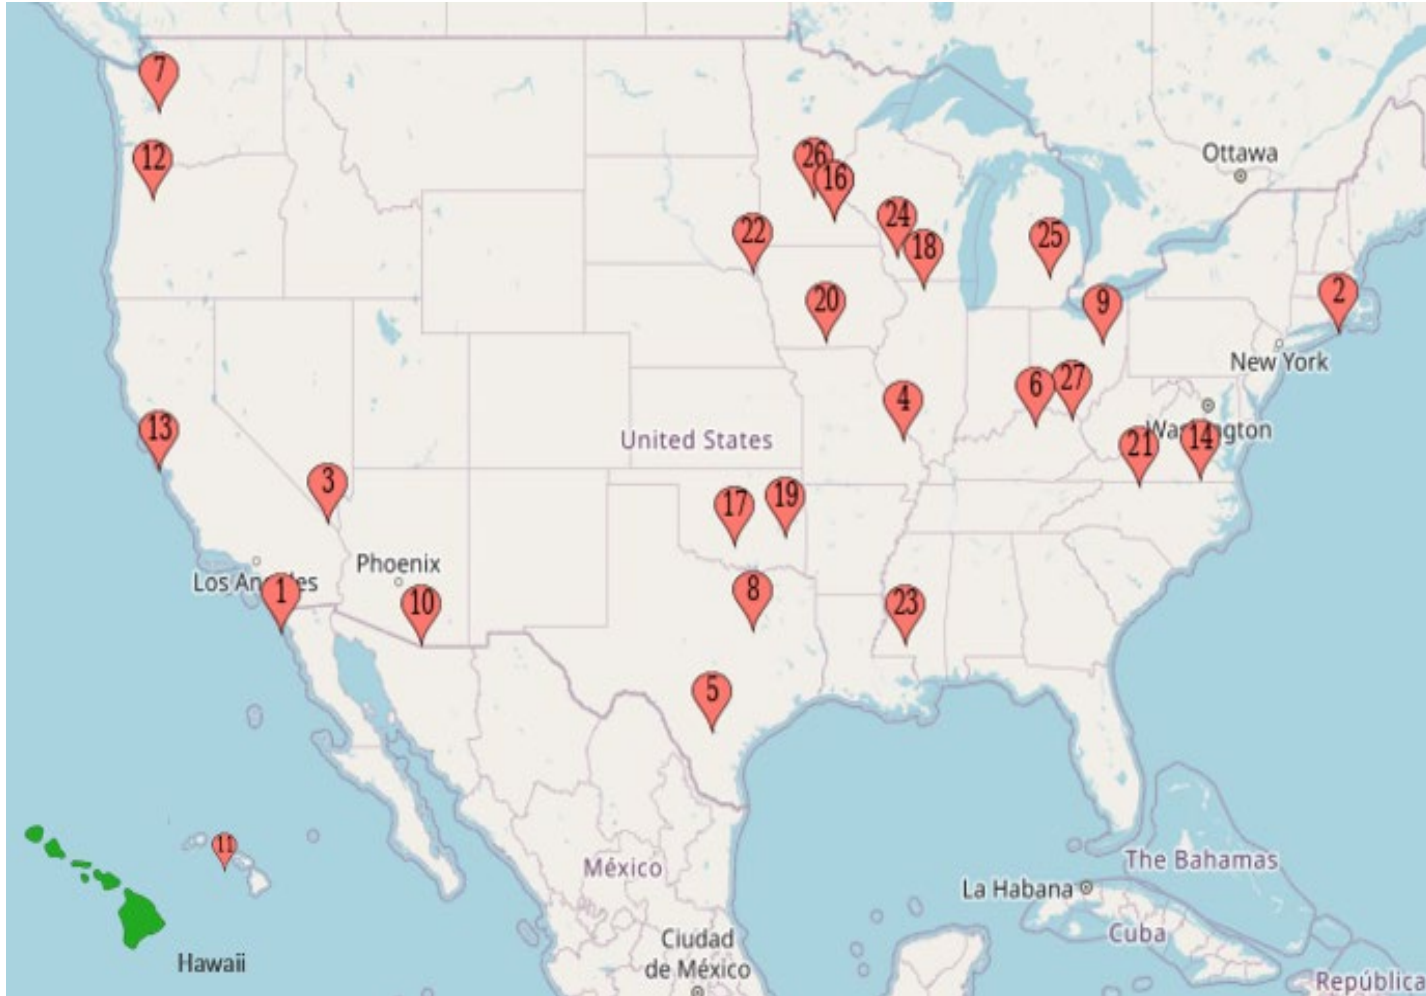 7
12
26
16
Ottawa
24
22
18
25
20
9
2
New York
6
27
4
13
United States
Washington
21
14
3
17
19
Phoenix
Los Angeles
1
10
8
23
5
11
México
The Bahamas
La Habana
Cuba
Hawaii
Ciudad
de México
República